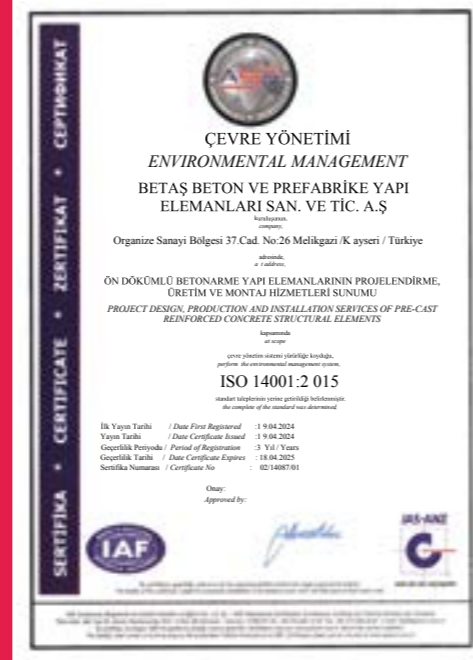 SERTİFİKA * CERTIFICATE * ZERTIFIKAT * СЕРТИФИКАТ
ÇEVRE YÖNETİMİ
ENVIRONMENTAL MANAGEMENT
BETAŞ BETON VE PREFABRİKE YAPI
ELEMANLARI SAN. VE TİC. A.Ş
kuruluşunun,
company,
Organize Sanayi Bölgesi 37.Cad. No:26 Melikgazi /K ayseri / Türkiye
adresinde,
a t address,
ÖN DÖKÜMLÜ BETONARME YAPI ELEMANLARININ PROJELENDİRME,
ÜRETİM VE MONTAJ HİZMETLERİ SUNUMU
PROJECT DESIGN, PRODUCTION AND INSTALLATION SERVICES OF PRE-CAST
REINFORCED CONCRETE STRUCTURAL ELEMENTS
kapsamında
at scope
çevre yönetim sistemi yürürlüğe koyduğu,
perform the environmental management system,
ISO 14001:2 015
standart taleplerinin yerine getirildiği belirlenmiştir.
the complete of the standard was determined.
İlk Yayın Tarihi / Date First Registered :1 9.04.2024
Yayın Tarihi / Date Certificate Issued :1 9.04.2024
Geçerlilik Periyodu / Period of Registration :3 Yıl / Years
Geçerlilik Tarihi / Date Certificate Expires : 18.04.2025
Sertifika Numarası / Certificate No : 02/14087/01
Onay:
Approved by:
IAF
JAS-ANZ